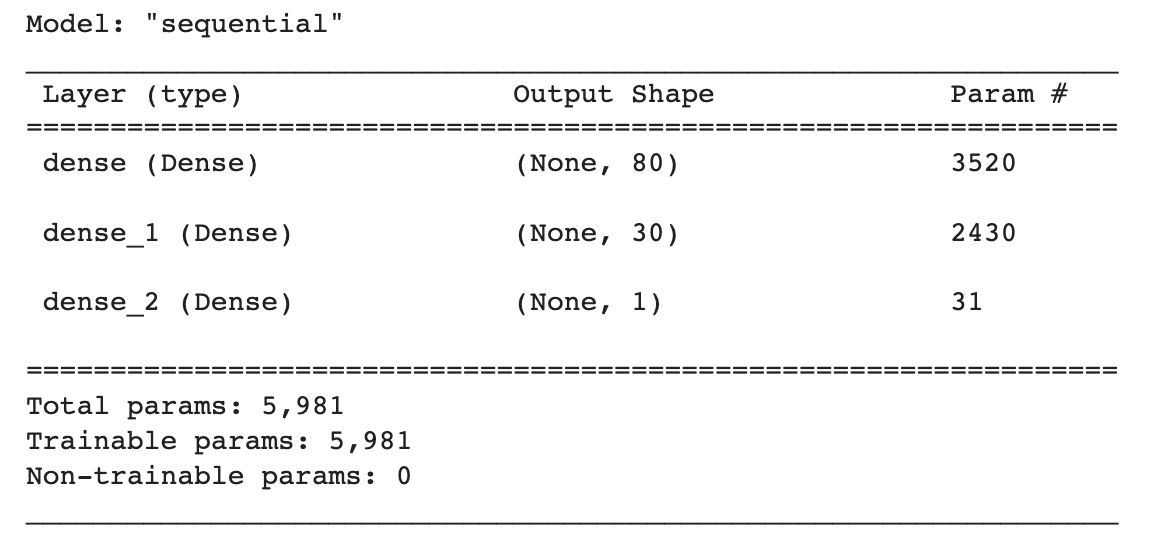 Model: "sequential"
Layer (type) Output Shape Param #
=================================================================
dense (Dense) (None, 80) 3520
dense_1 (Dense) (None, 30) 2430
dense_2 (Dense) (None, 1) 31
=================================================================
Total params: 5,981
Trainable params: 5,981
Non-trainable params: 0